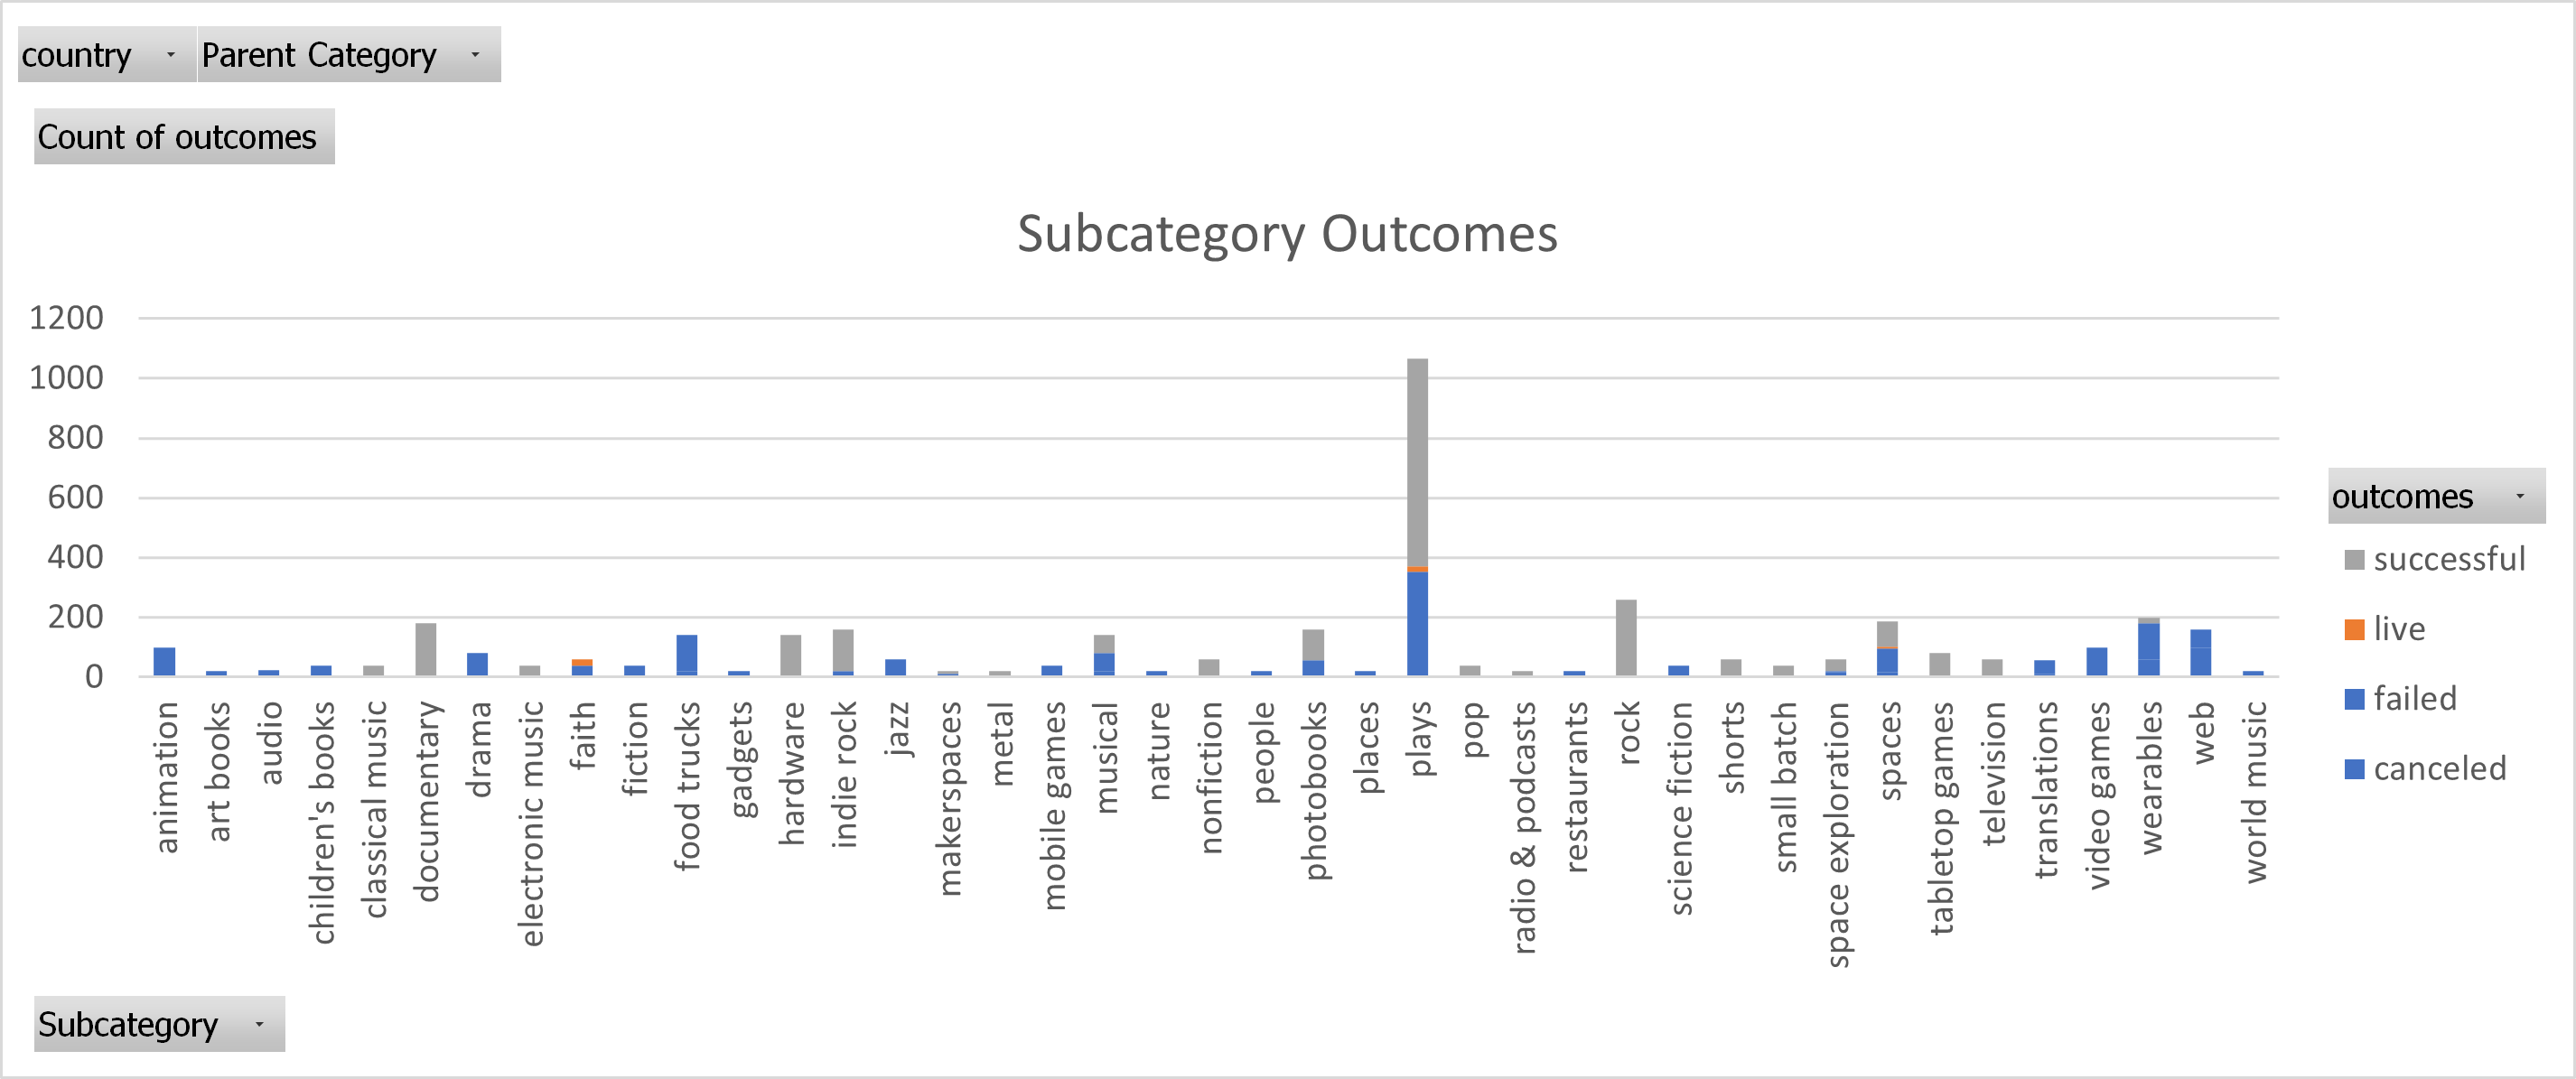 country
Parent Category
Count of outcomes
Subcategory Outcomes
1200
1000
800
600
400
200
0
animation
art books
audio
children's books
classical music
documentary
drama
electronic music
faith
fiction
food trucks
gadgets
hardware
indie rock
jazz
makerspaces
metal
mobile games
musical
nature
nonfiction
people
photobooks
places
plays
pop
radio & podcasts
restaurants
rock
science fiction
shorts
small batch
space exploration
spaces
tabletop games
television
translations
video games
wearables
web
world music
outcomes
successful
live
failed
canceled
Subcategory